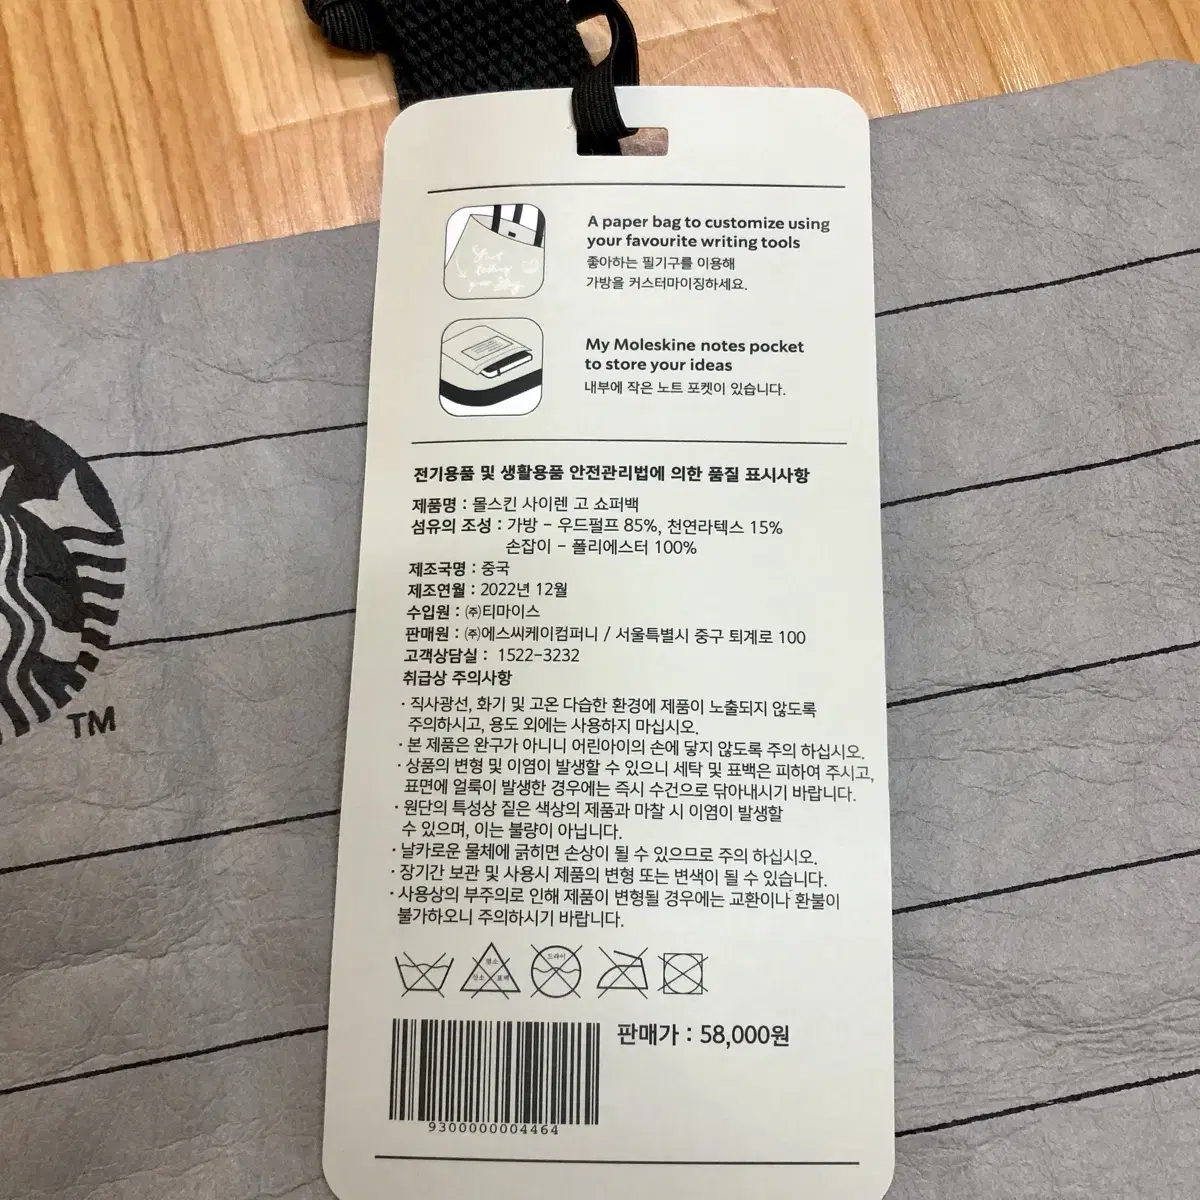 A paper bag to customize using
your favourite writing tools
좋아하는 필기구를 이용해
가방을 커스터마이징하세요.
My Moleskine notes pocket
to store your ideas
내부에 작은 노트 포켓이 있습니다.
전기용품 및 생활용품 안전관리법에 의한 품질 표시사항
제품명 : 몰스킨 사이렌 고 쇼퍼백
섬유의 조성 : 가방 - 우드펄프 85%, 천연라텍스 15%
손잡이 - 폴리에스터 100%
제조국명 : 중국
제조연월 : 2022년 12월
수입원 : ㈜티마이스
판매원 : ㈜에스씨케이컴퍼니 / 서울특별시 중구 퇴계로 100
고객상담실 : 1522-3232
취급상 주의사항
· 직사광선, 화기 및 고온 다습한 환경에 제품이 노출되지 않도록
주의하시고, 용도 외에는 사용하지 마십시오.
· 본 제품은 완구가 아니니 어린아이의 손에 닿지 않도록 주의 하십시오.
· 상품의 변형 및 이염이 발생할 수 있으니 세탁 및 표백은 피하여 주시고,
표면에 얼룩이 발생한 경우에는 즉시 수건으로 닦아내시기 바랍니다.
· 원단의 특성상 짙은 색상의 제품과 마찰 시 이염이 발생할
수 있으며, 이는 불량이 아닙니다.
· 날카로운 물체에 긁히면 손상이 될 수 있으므로 주의 하십시오.
· 장기간 보관 및 사용시 제품의 변형 또는 변색이 될 수 있습니다.
· 사용상의 부주의로 인해 제품이 변형될 경우에는 교환이나 환불이
불가하오니 주의하시기 바랍니다.
염소
산소 표백
드라이
판매가 : 58,000원
9300000004464
TM